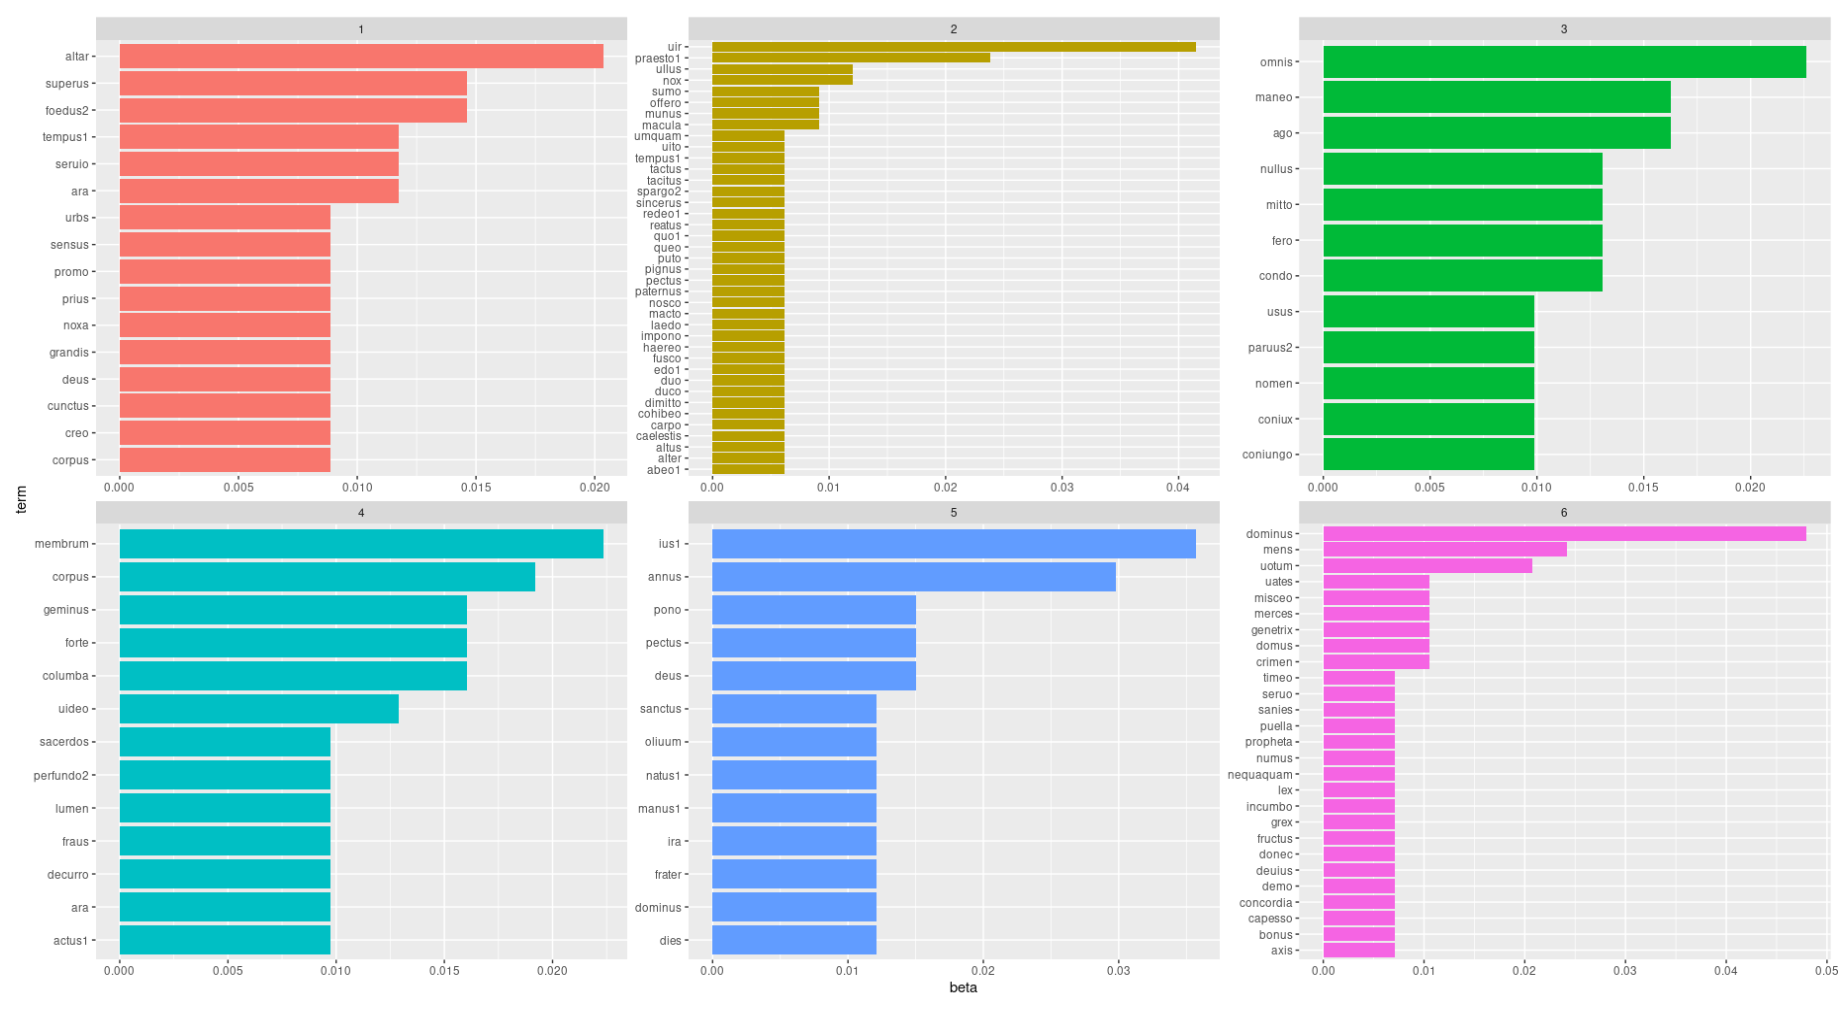 term
1
altar
superus
foedus2
tempus1
seruio
ara
urbs
sensus
promo
prius
noxa
grandis
deus
cunctus
creo
corpus
0.000 0.005 0.010 0.015 0.020
2
uir
praesto1
ullus
nox
sumo
offero
munus
macula
umquam
uito
tempus1
tactus
tacitus
spargo2
sincerus
redeo1
reatus
quo1
queo
puto
pignus
pectus
paternus
nosco
macto
laedo
impono
haereo
fusco
edo1
duo
duco
dimitto
cohibeo
carpo
caelestis
altus
alter
abeo1
0.00 0.01 0.02 0.03 0.04
3
omnis
maneo
ago
nullus
mitto
fero
condo
usus
paruus2
nomen
coniux
coniungo
0.000 0.005 0.010 0.015 0.020
4
membrum
corpus
geminus
forte
columba
uideo
sacerdos
perfundo2
lumen
fraus
decurro
ara
actus1
0.000 0.005 0.010 0.015 0.020
5
ius1
annus
pono
pectus
deus
sanctus
oliuum
natus1
manus1
ira
frater
dominus
dies
0.00 0.01 0.02 0.03
6
dominus
mens
uotum
uates
misceo
merces
genetrix
domus
crimen
timeo
seruo
sanies
puella
propheta
numus
nequaquam
lex
incumbo
grex
fructus
donec
deuius
demo
concordia
capesso
bonus
axis
0.00 0.01 0.02 0.03 0.04 0.05
beta